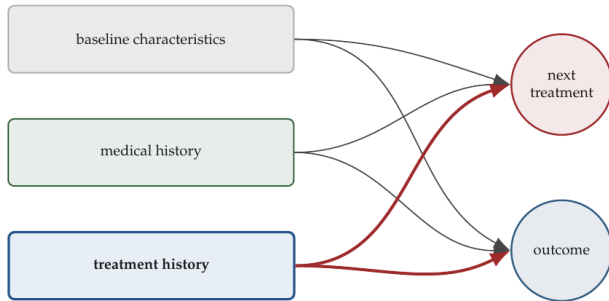 baseline characteristics
medical history
treatment history
next
treatment
outcome